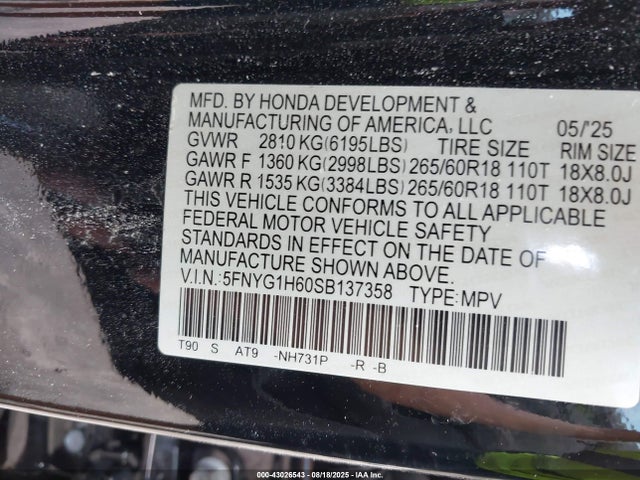 MFD. BY HONDA DEVELOPMENT &
MANUFACTURING OF AMERICA, LLC 05/'25
GVWR 2810 KG(6195LBS) TIRE SIZE RIM SIZE
GAWR F 1360 KG(2998LBS) 265/60R18 110T 18X8.0J
GAWR R 1535 KG(3384LBS) 265/60R18 110T 18X8.0J
THIS VEHICLE CONFORMS TO ALL APPLICABLE
FEDERAL MOTOR VEHICLE SAFETY
STANDARDS IN EFFECT ON THE DATE OF
MANUFACTURE SHOWN ABOVE.
V.I.N.:5FNYG1H60SB137358 TYPE:MPV
T90 S AT9 -NH731P -R -B
000-43026543 - 08/18/2025 - IAA Inc.